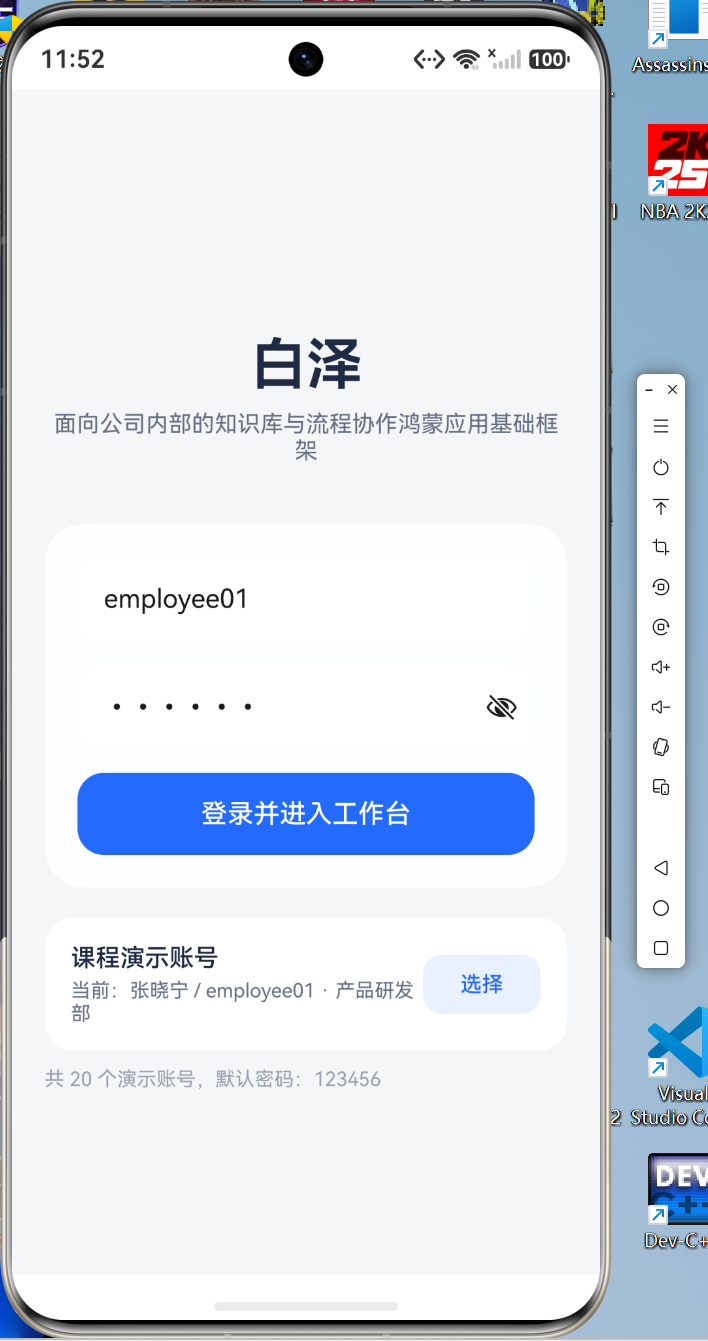 11:52
100
白泽
面向公司内部的知识库与流程协作鸿蒙应用基础框
架
employee01
登录并进入工作台
课程演示账号
当前：张晓宁 / employee01 · 产品研发
部
选择
共 20 个演示账号，默认密码：123456
Assassins
2K
25
NBA 2K
Visual
2 Studio Co
DEV
C++
Dev-C+